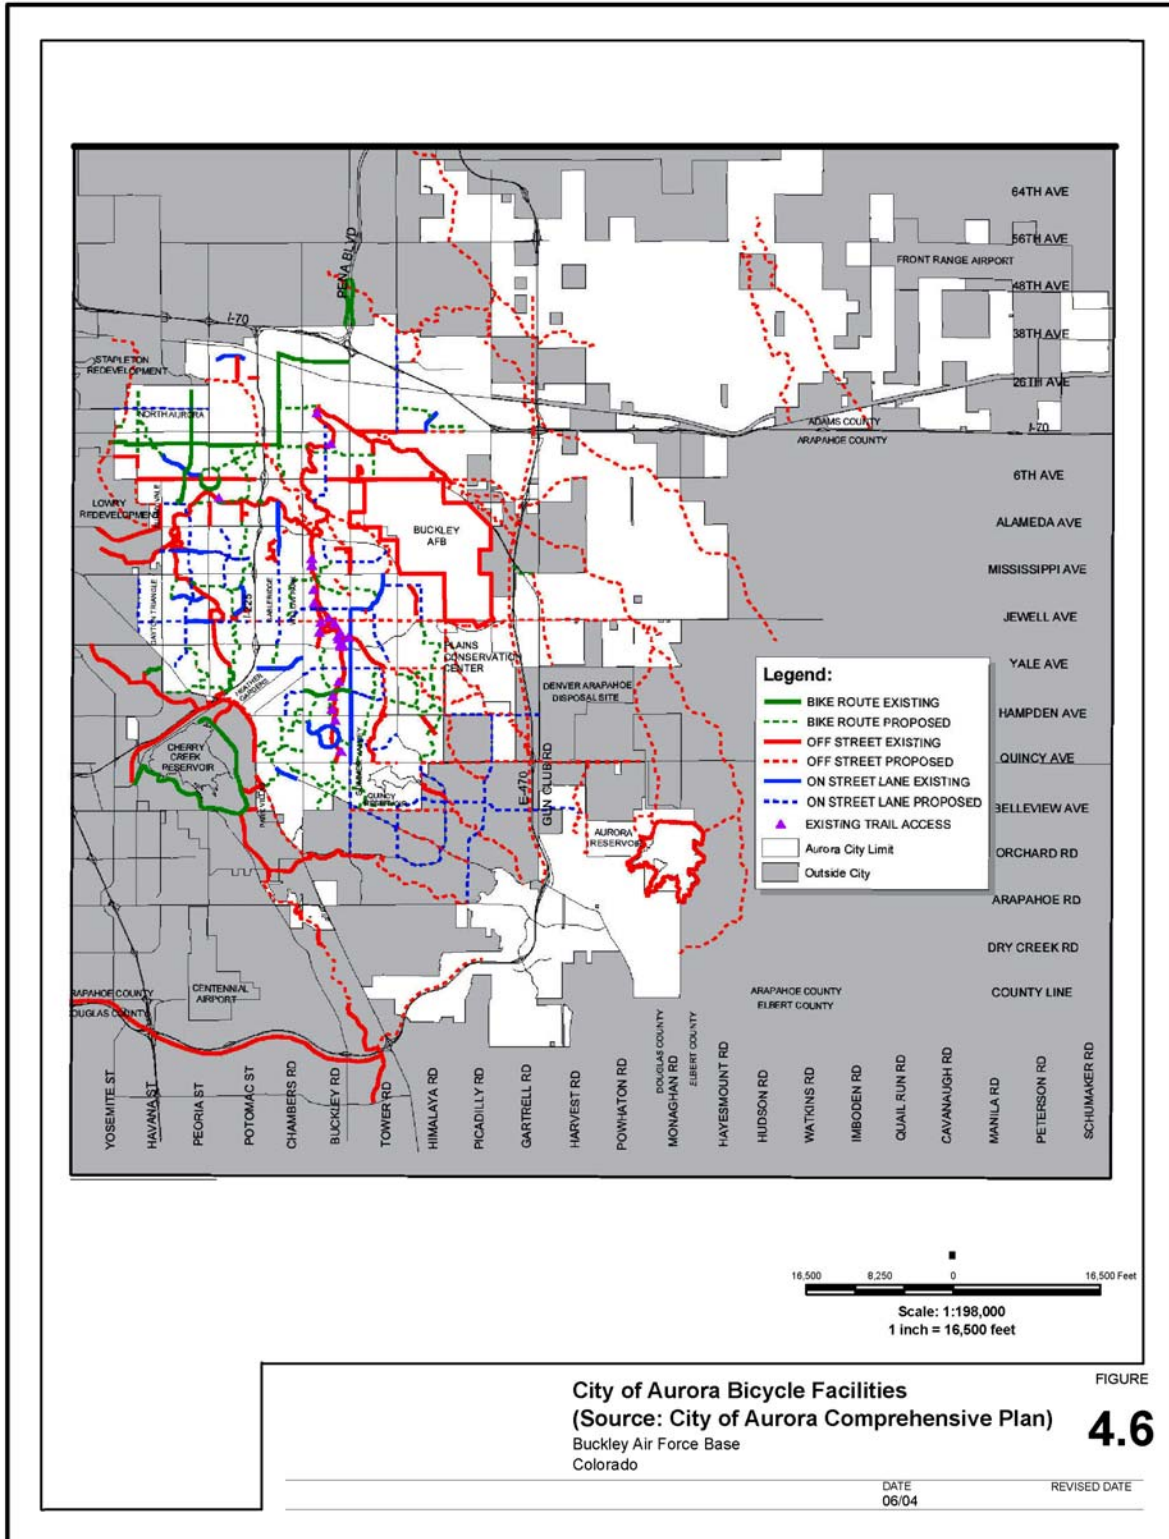 64TH AVE
56TH AVE
FRONT RANGE AIRPORT
48TH AVE
PENA BLVD
I-70
38TH AVE
STAPLETON
REDEVELOPMENT
26TH AVE
NORTH AURORA
ADAMS COUNTY
ARAPAHOE COUNTY
I-70
6TH AVE
LOWRY
REDEVELOPMENT
ALAMEDA AVE
BUCKLEY
AFB
MISSISSIPPI AVE
DAYTON TRIANGLE
I-225
JEWELL AVE
PLAINS
CONSERVATION
CENTER
YALE AVE
HEATHER
GARDENS
DENVER ARAPAHOE
DISPOSAL SITE
Legend:
BIKE ROUTE EXISTING
BIKE ROUTE PROPOSED
OFF STREET EXISTING
OFF STREET PROPOSED
ON STREET LANE EXISTING
ON STREET LANE PROPOSED
EXISTING TRAIL ACCESS
Aurora City Limit
Outside City
HAMPDEN AVE
CHERRY
CREEK
RESERVOIR
QUINCY AVE
E-470
GUN CLUB RD
QUINCY
RESERVOIR
BELLEVIEW AVE
AURORA
RESERVOIR
ORCHARD RD
ARAPAHOE RD
DRY CREEK RD
CENTENNIAL
AIRPORT
RAPAHOE COUNTY
OUGLAS COUNTY
ARAPAHOE COUNTY
ELBERT COUNTY
COUNTY LINE
YOSEMITE ST
HAVANA ST
PEORIA ST
POTOMAC ST
CHAMBERS RD
BUCKLEY RD
TOWER RD
HIMALAYA RD
PICADILLY RD
GARTRELL RD
HARVEST RD
POWHATON RD
DOUGLAS COUNTY
MONAGHAN RD
ELBERT COUNTY
HAYESMOUNT RD
HUDSON RD
WATKINS RD
IMBODEN RD
QUAIL RUN RD
CAVANAUGH RD
MANILA RD
PETERSON RD
SCHUMAKER RD
16,500 8,250 0 16,500 Feet
Scale: 1:198,000
1 inch = 16,500 feet
City of Aurora Bicycle Facilities
(Source: City of Aurora Comprehensive Plan)
Buckley Air Force Base
Colorado
FIGURE
4.6
DATE
06/04
REVISED DATE